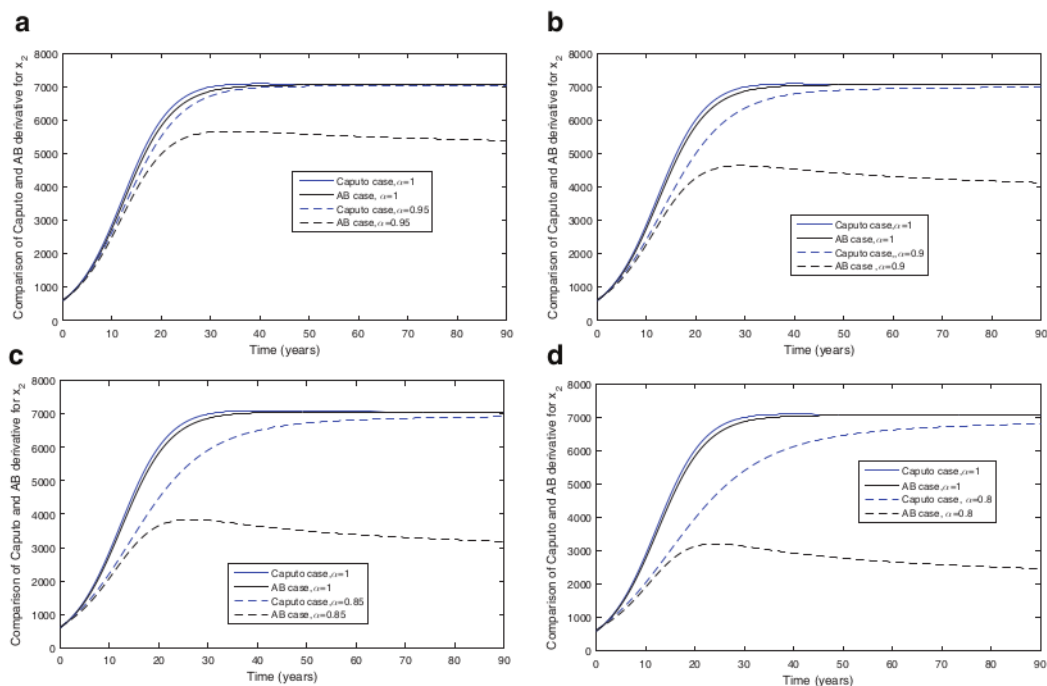 a
Comparison of Caputo and AB derivative for x2
8000
7000
6000
5000
4000
3000
2000
1000
0
0 10 20 30 40 50 60 70 80 90
Time (years)
Caputo case,α=1
AB case, α=1
Caputo case,α=0.95
AB case,α=0.95
b
Comparison of Caputo and AB derivative for x2
8000
7000
6000
5000
4000
3000
2000
1000
0
0 10 20 30 40 50 60 70 80 90
Time (years)
Caputo case,α=1
AB case,α=1
Caputo case,,α=0.9
AB case ,α=0.9
c
Comparison of Caputo and AB derivative for x2
8000
7000
6000
5000
4000
3000
2000
1000
0
0 10 20 30 40 50 60 70 80 90
Time (years)
Caputo case,α=1
AB case,α=1
Caputo case,α=0.85
AB case,α=0.85
d
Comparison of Caputo and AB derivative for x2
8000
7000
6000
5000
4000
3000
2000
1000
0
0 10 20 30 40 50 60 70 80 90
Time (years)
Caputo case,α=1
AB case,α=1
Caputo case, α=0.8
AB case, α=0.8